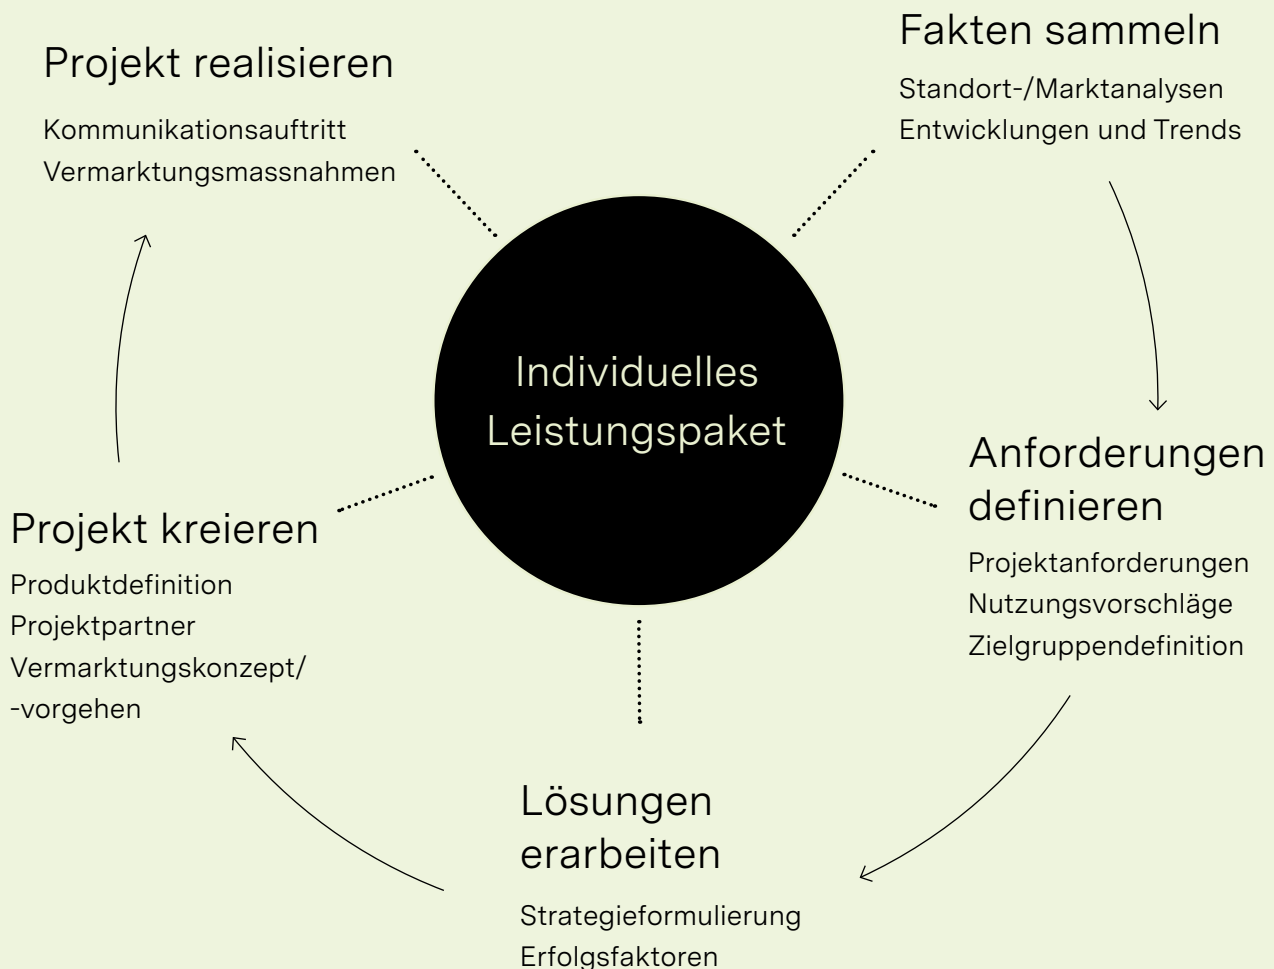 Projekt realisieren
Kommunikationsauftritt
Vermarktungsmassnahmen
Fakten sammeln
Standort-/Marktanalysen
Entwicklungen und Trends
Individuelles
Leistungspaket
Anforderungen
definieren
Projektanforderungen
Nutzungsvorschläge
Zielgruppendefinition
Projekt kreieren
Produktdefinition
Projektpartner
Vermarktungskonzept/
-vorgehen
Lösungen
erarbeiten
Strategieformulierung
Erfolgsfaktoren